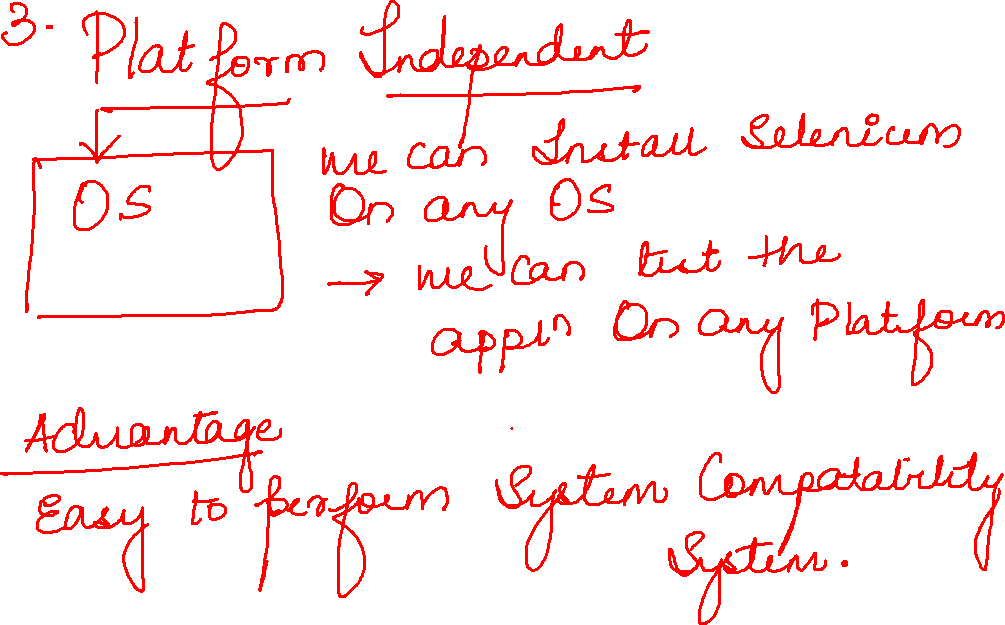 3. Platform Independent
OS
we can Install Selenium
On any OS
→ we can test the
appln On any Platform
Advantage
Easy to perform System Compatability
System.